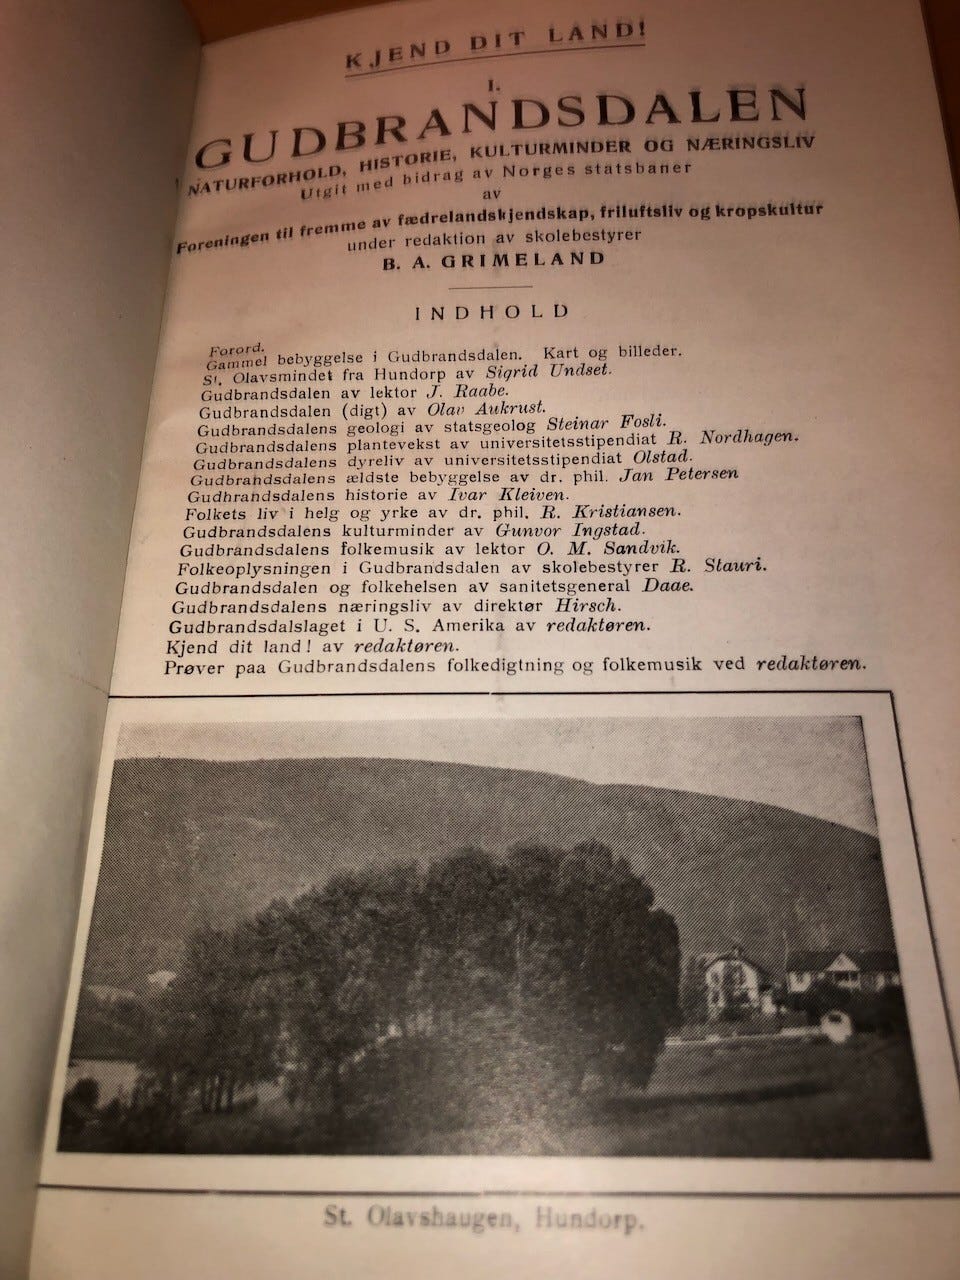 KJEND DIT LAND!
I.
GUDBRANDSDALEN
NATURFORHOLD, HISTORIE, KULTURMINDER OG NÆRINGSLIV
Utgit med bidrag av Norges statsbaner
av
Foreningen til fremme av fædrelandskjendskap, friluftsliv og kropskultur
under redaktion av skolebestyrer
B. A. GRIMELAND
INDHOLD
Forord.
Gammel bebyggelse i Gudbrandsdalen. Kart og billeder.
St. Olavsmindet fra Hundorp av Sigrid Undset.
Gudbrandsdalen av lektor J. Raabe.
Gudbrandsdalen (digt) av Olav Aukrust.
Gudbrandsdalens geologi av statsgeolog Steinar Fosli.
Gudbrandsdalens plantevekst av universitetsstipendiat R. Nordhagen.
Gudbrandsdalens dyreliv av universitetsstipendiat Olstad.
Gudbrandsdalens ældste bebyggelse av dr. phil. Jan Petersen
Gudbrandsdalens historie av Ivar Kleiven.
Folkets liv i helg og yrke av dr. phil. R. Kristiansen.
Gudbrandsdalens kulturminder av Gunvor Ingstad.
Gudbrandsdalens folkemusik av lektor O. M. Sandvik.
Folkeoplysningen i Gudbrandsdalen av skolebestyrer R. Stauri.
Gudbrandsdalen og folkehelsen av sanitetsgeneral Daae.
Gudbrandsdalens næringsliv av direktør Hirsch.
Gudbrandsdalslaget i U. S. Amerika av redaktøren.
Kjend dit land! av redaktøren.
Prøver paa Gudbrandsdalens folkedigtning og folkemusik ved redaktøren.
St. Olavshaugen, Hundorp.